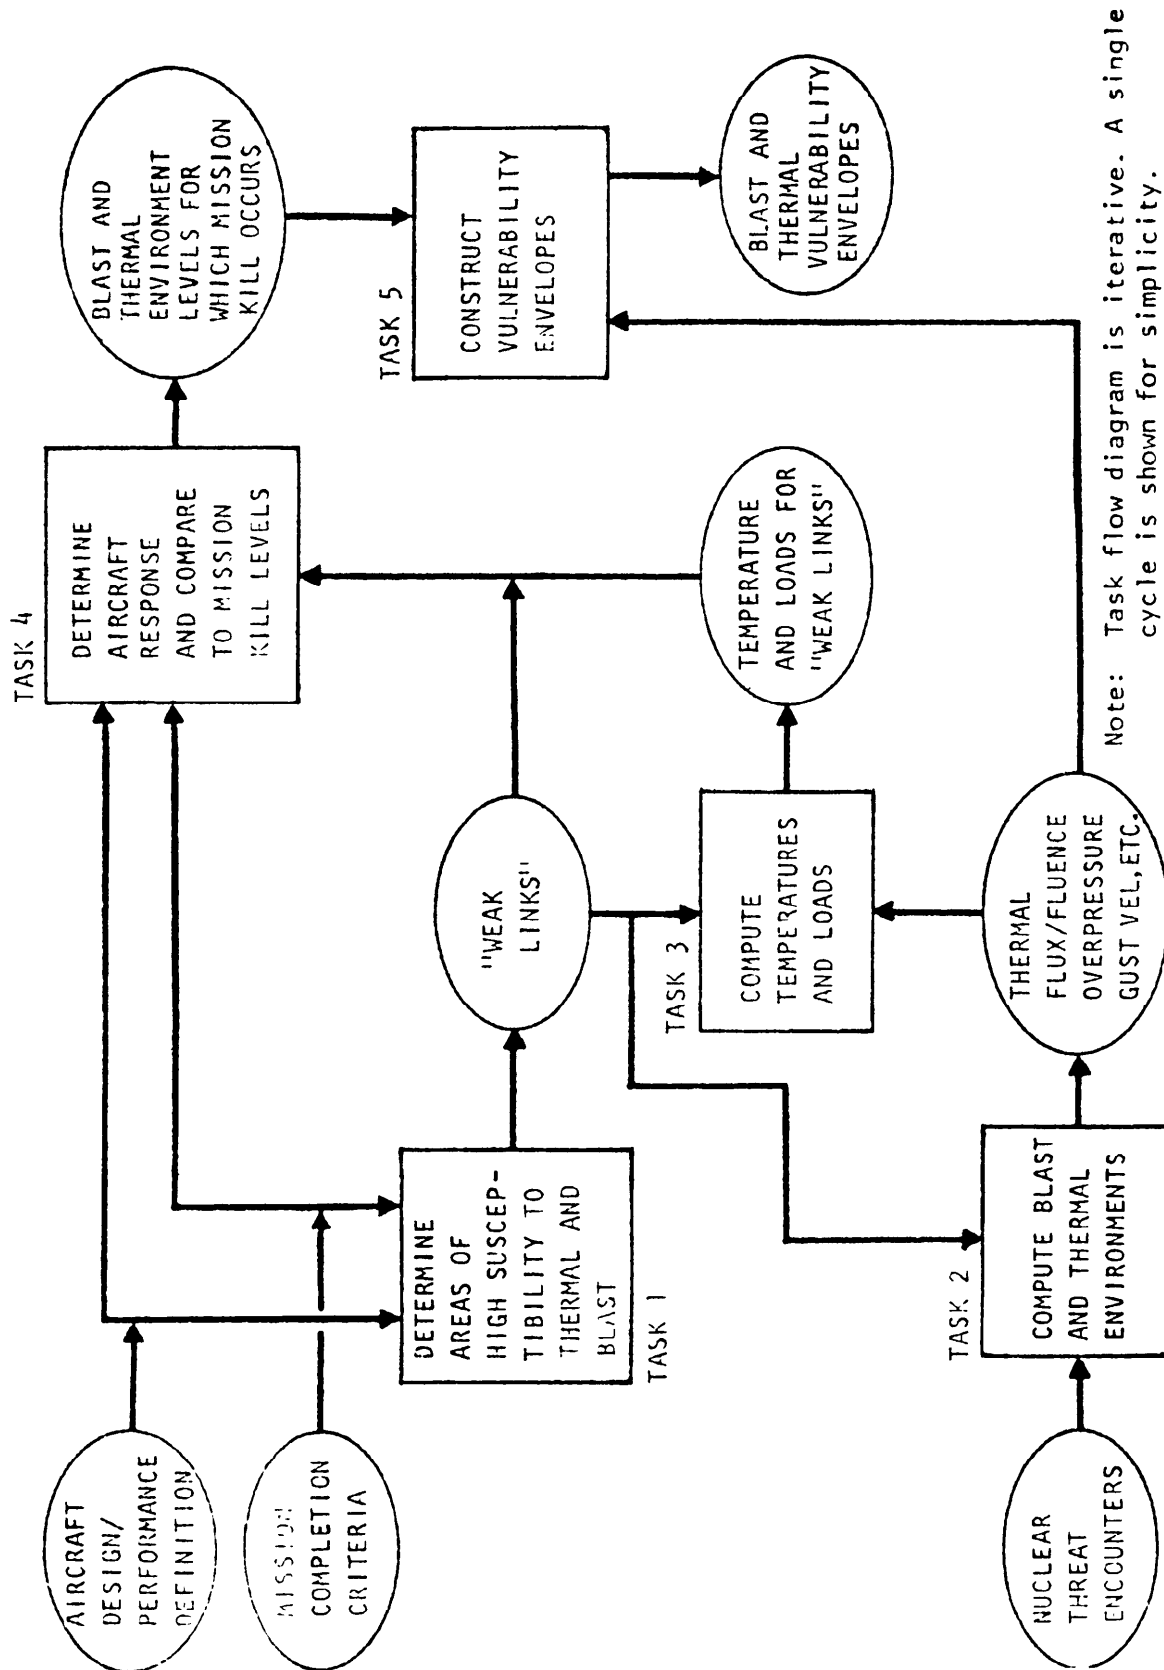 AIRCRAFT
DESIGN/
PERFORMANCE
DEFINITION
MISSION
COMPLETION
CRITERIA
NUCLEAR
THREAT
ENCOUNTERS
DETERMINE
AREAS OF
HIGH SUSCEP-
TIBILITY TO
THERMAL AND
BLAST
TASK 1
TASK 2
COMPUTE BLAST
AND THERMAL
ENVIRONMENTS
"WEAK
LINKS"
TASK 3
COMPUTE
TEMPERATURES
AND LOADS
THERMAL
FLUX/FLUENCE
OVERPRESSURE
GUST VEL,ETC.
TASK 4
DETERMINE
AIRCRAFT
RESPONSE
AND COMPARE
TO MISSION
KILL LEVELS
TEMPERATURE
AND LOADS FOR
"WEAK LINKS"
BLAST AND
THERMAL
ENVIRONMENT
LEVELS FOR
WHICH MISSION
KILL OCCURS
TASK 5
CONSTRUCT
VULNERABILITY
ENVELOPES
BLAST AND
THERMAL
VULNERABILITY
ENVELOPES
Note: Task flow diagram is iterative. A single
cycle is shown for simplicity.